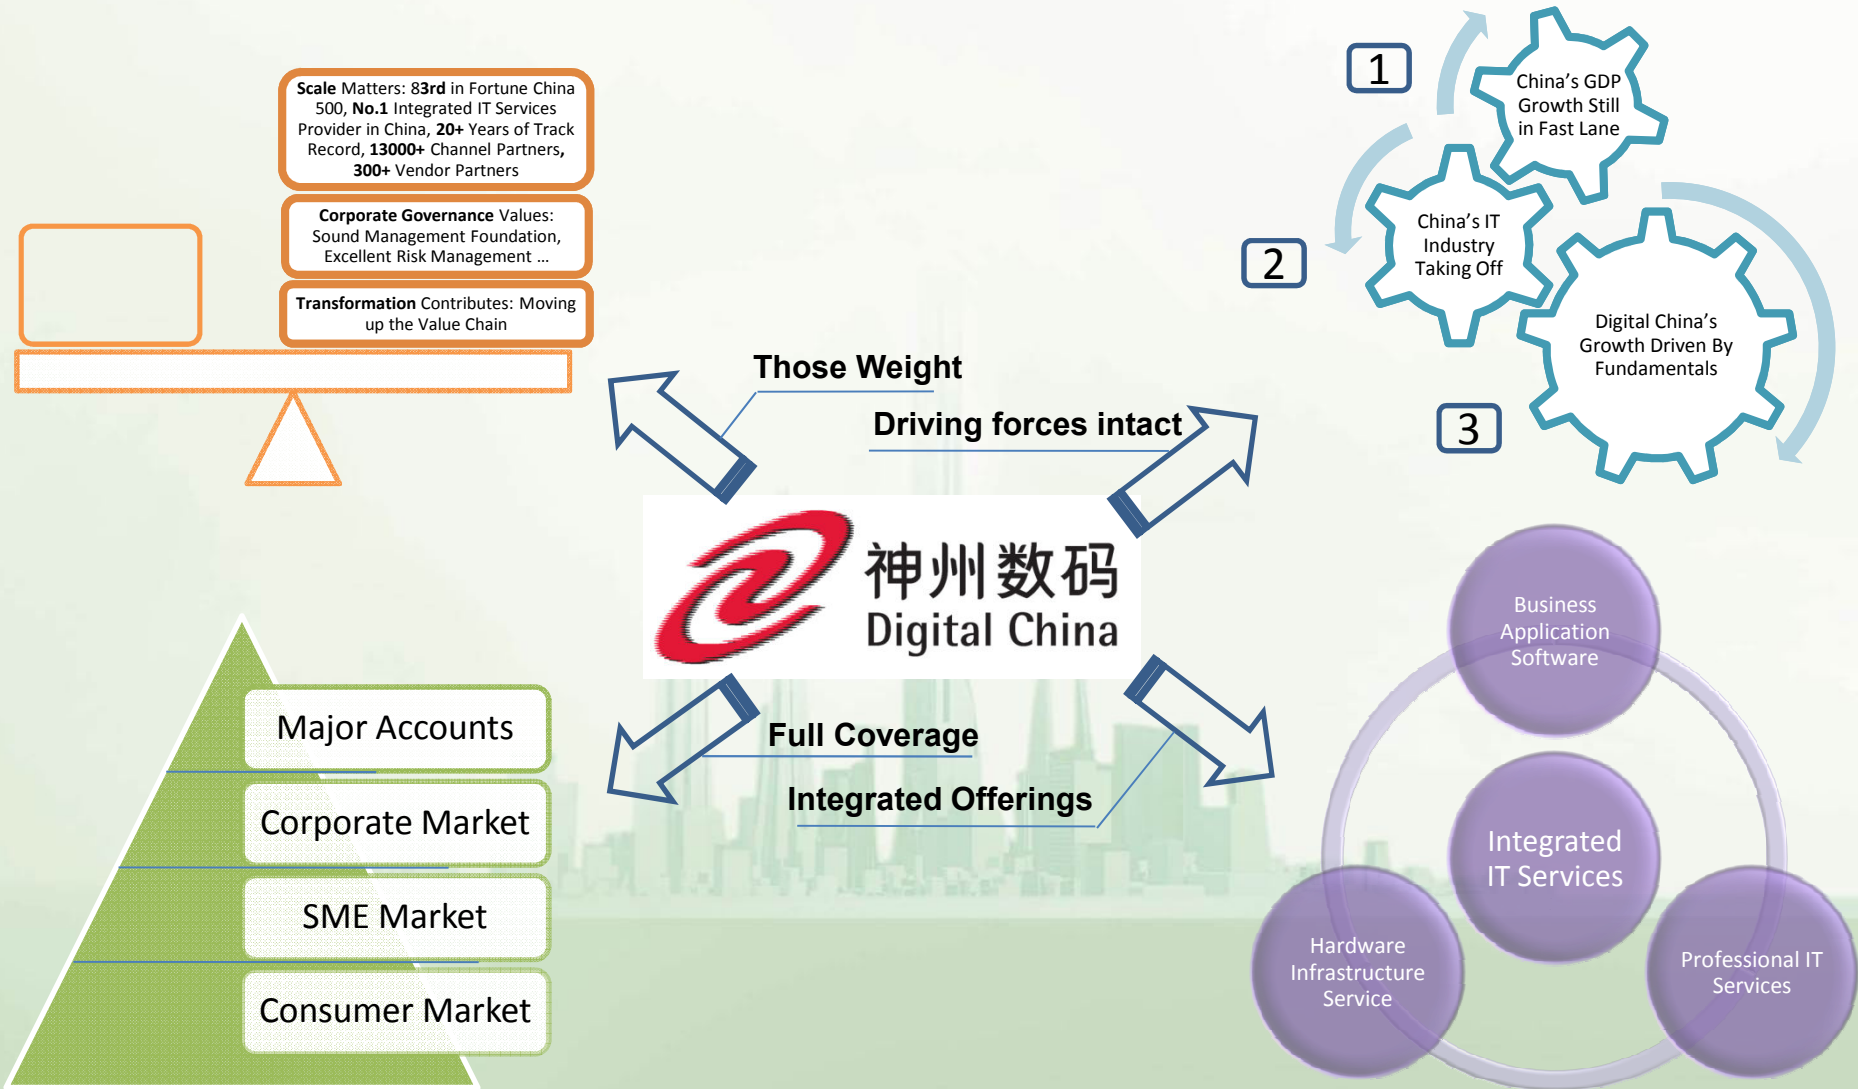 Scale Matters: 83rd in Fortune China
500, No.1 Integrated IT Services
Provider in China, 20+ Years of Track
Record, 13000+ Channel Partners,
300+ Vendor Partners
Corporate Governance Values:
Sound Management Foundation,
Excellent Risk Management ...
Transformation Contributes: Moving
up the Value Chain
1
China's GDP
Growth Still
in Fast Lane
2
China's IT
Industry
Taking Off
3
Digital China's
Growth Driven By
Fundamentals
Those Weight
Driving forces intact
神州数码
Digital China
Full Coverage
Integrated Offerings
Major Accounts
Corporate Market
SME Market
Consumer Market
Business
Application
Software
Integrated
IT Services
Hardware
Infrastructure
Service
Professional IT
Services